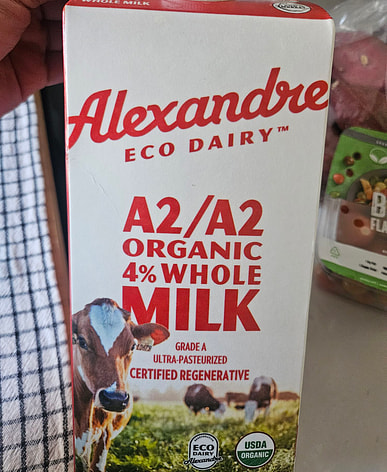 WHOLE MILK
Alexandre
ECO DAIRY™
A2/A2
ORGANIC
4% WHOLE
MILK
GRADE A
ULTRA-PASTEURIZED
CERTIFIED REGENERATIVE
ECO
DAIRY
USDA
ORGANIC